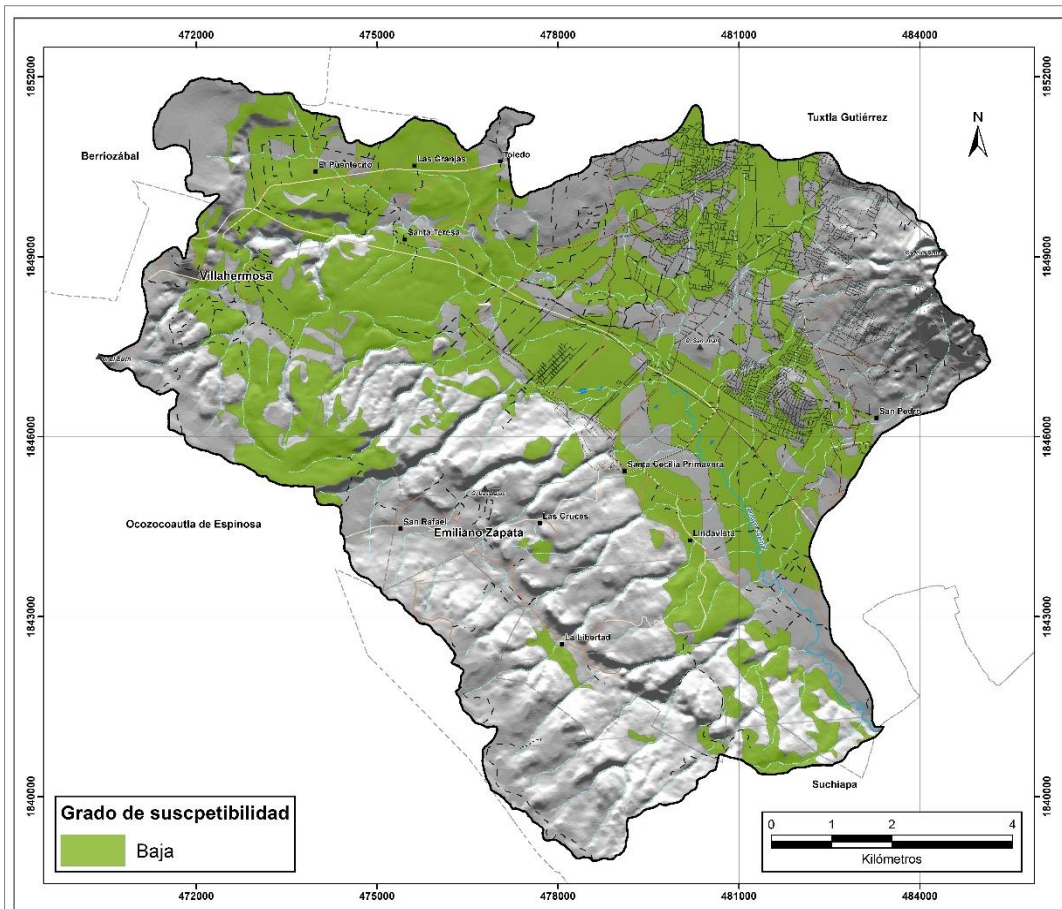 472000
475000
478000
481000
484000
1852000
1852000
Tuxtla Gutiérrez
N
Berriozábal
El Puentecito
Las Granjas
Toledo
Santa Teresa
1849000
1849000
Villahermosa
San Pedro
1846000
1846000
Santa Cecilia Primavera
Ocozocoautla de Espinosa
San Rafael
Las Cruces
Emiliano Zapata
Lindavista
1843000
1843000
La Libertad
Suchiapa
1840000
1840000
Grado de suscpetibilidad
Baja
0
1
2
4
Kilómetros
472000
475000
478000
481000
484000